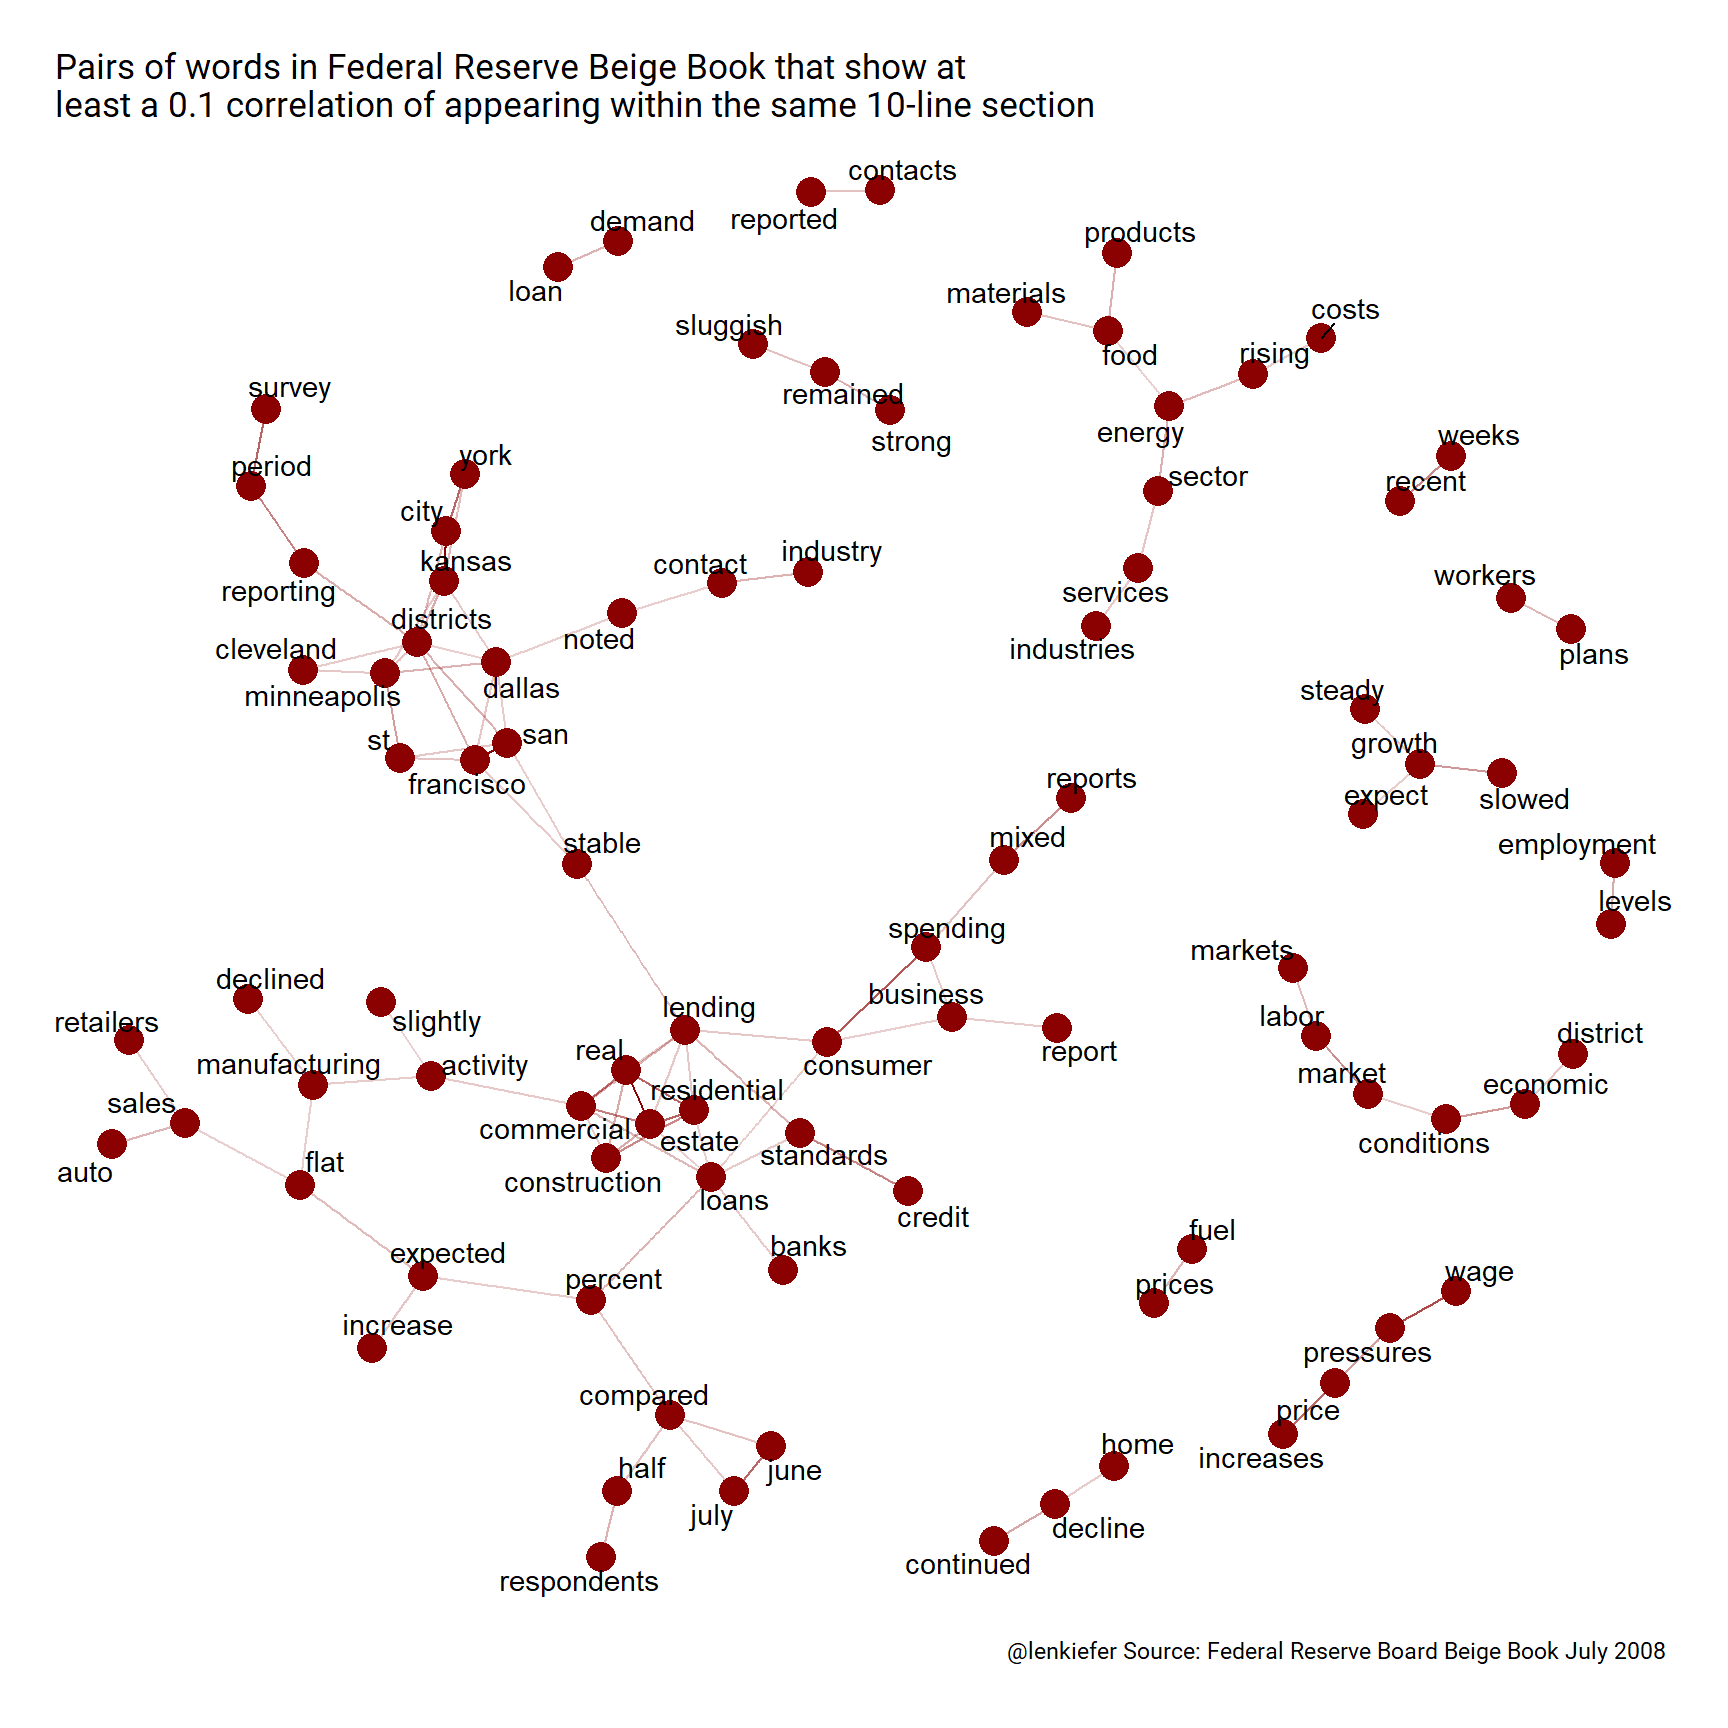 Pairs of words in Federal Reserve Beige Book that show at
least a 0.1 correlation of appearing within the same 10-line section
contacts
reported
demand
loan
products
materials
costs
sluggish
food
rising
remained
survey
energy
strong
weeks
york
period
sector
recent
city
industry
kansas
contact
workers
reporting
services
districts
noted
cleveland
industries
plans
minneapolis
dallas
steady
st
san
growth
francisco
reports
expect
slowed
mixed
stable
employment
levels
spending
markets
declined
business
lending
retailers
slightly
labor
district
real
report
manufacturing
activity
consumer
market
residential
economic
sales
commercial
estate
conditions
standards
auto
flat
construction
loans
credit
fuel
banks
expected
percent
prices
wage
increase
pressures
compared
price
home
increases
half
june
july
decline
continued
respondents
@lenkiefer Source: Federal Reserve Board Beige Book July 2008